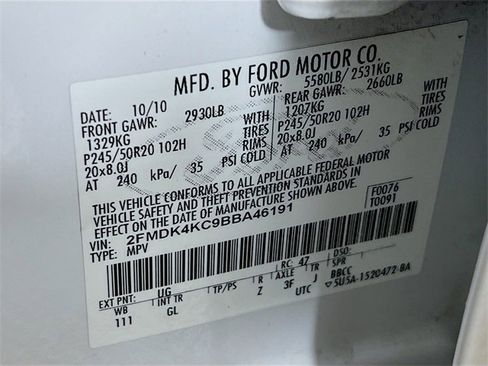 MFD. BY FORD MOTOR CO.
DATE: 10/10 GVWR: 5580LB/ 2531KG
FRONT GAWR: 2930LB REAR GAWR: 2660LB
1329KG WITH 1207KG WITH
P245/50R20 102H TIRES P245/50R20 102H TIRES
20x8.0J RIMS 20x8.0J RIMS
AT 240 kPa/ 35 PSI COLD AT 240 kPa/ 35 PSI COLD
THIS VEHICLE CONFORMS TO ALL APPLICABLE FEDERAL MOTOR
VEHICLE SAFETY AND THEFT PREVENTION STANDARDS IN
EFFECT ON THE DATE OF MANUFACTURE SHOWN ABOVE.
VIN: 2FMDK4KC9BBA46191 F0076
TYPE: MPV T0091
EXT PNT: UG RC: 47 DSO:
WB INT TR TP/PS R AXLE TR SPR
111 GL Z 3F J BBCC
UTC 5U5A-1520472-BA